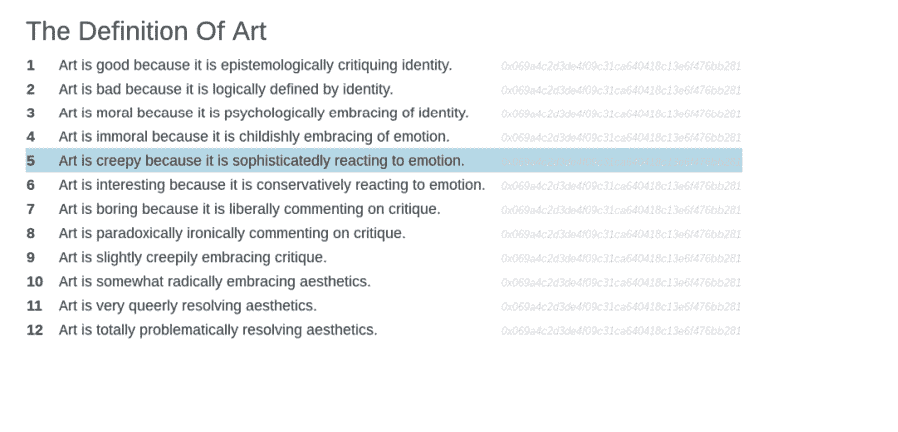 The Definition Of Art
1 Art is good because it is epistemologically critiquing identity. 0x069a4c2d3de4f09c31ca640418c13e6f476bb281
2 Art is bad because it is logically defined by identity. 0x069a4c2d3de4f09c31ca640418c13e6f476bb281
3 Art is moral because it is psychologically embracing of identity. 0x069a4c2d3de4f09c31ca640418c13e6f476bb281
4 Art is immoral because it is childishly embracing of emotion. 0x069a4c2d3de4f09c31ca640418c13e6f476bb281
5 Art is creepy because it is sophisticatedly reacting to emotion.
6 Art is interesting because it is conservatively reacting to emotion. 0x069a4c2d3de4f09c31ca640418c13e6f476bb281
7 Art is boring because it is liberally commenting on critique. 0x069a4c2d3de4f09c31ca640418c13e6f476bb281
8 Art is paradoxically ironically commenting on critique. 0x069a4c2d3de4f09c31ca640418c13e6f476bb281
9 Art is slightly creepily embracing critique. 0x069a4c2d3de4f09c31ca640418c13e6f476bb281
10 Art is somewhat radically embracing aesthetics. 0x069a4c2d3de4f09c31ca640418c13e6f476bb281
11 Art is very queerly resolving aesthetics. 0x069a4c2d3de4f09c31ca640418c13e6f476bb281
12 Art is totally problematically resolving aesthetics. 0x069a4c2d3de4f09c31ca640418c13e6f476bb281